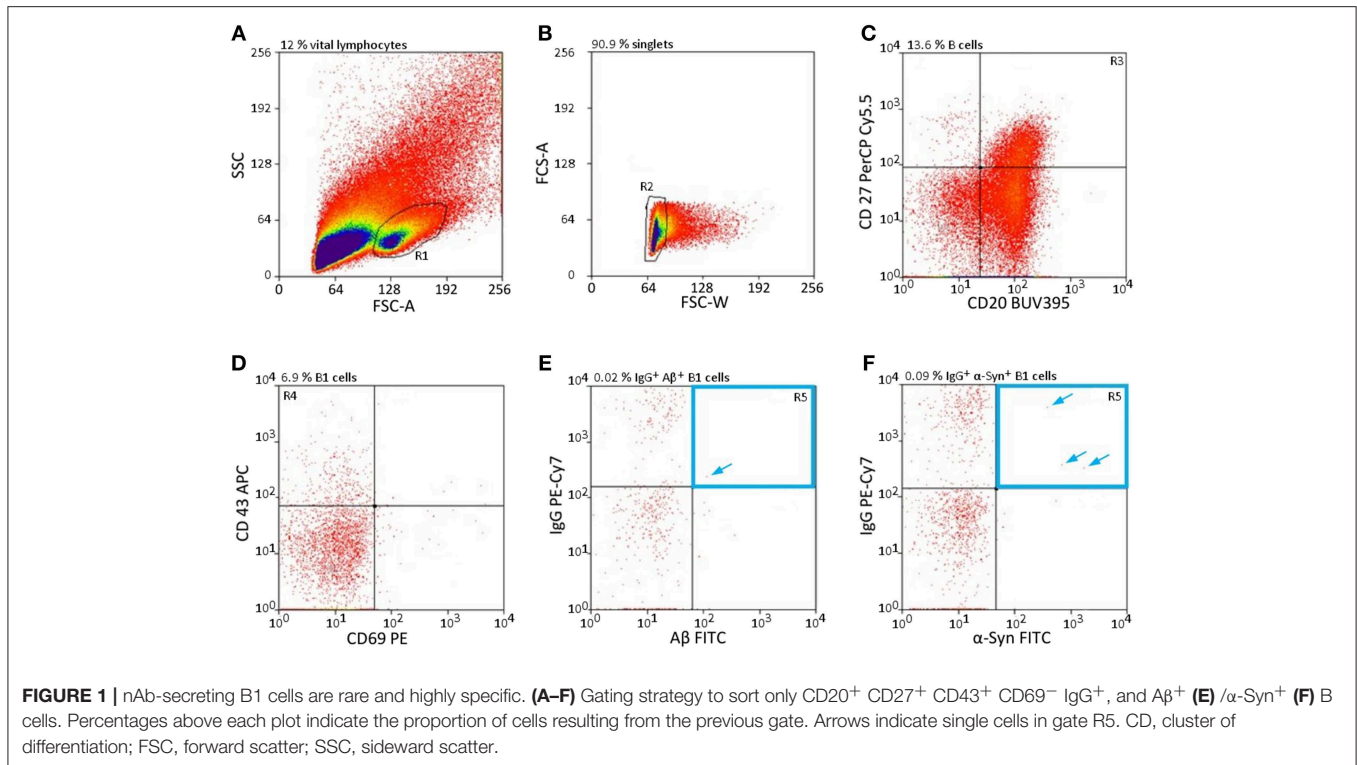 A
12 % vital lymphocytes
256
192
128
64
0
SSC
R1
0 64 128 192 256
FSC-A
B
90.9 % singlets
256
192
128
64
0
FCS-A
R2
0 64 128 192 256
FSC-W
C
13.6 % B cells
10⁴
10³
10²
10¹
10⁰
CD 27 PerCP Cy5.5
R3
10⁰ 10¹ 10² 10³ 10⁴
CD20 BUV395
D
6.9 % B1 cells
10⁴
10³
10²
10¹
10⁰
CD 43 APC
R4
10⁰ 10¹ 10² 10³ 10⁴
CD69 PE
E
0.02 % IgG⁺ Aβ⁺ B1 cells
10⁴
10³
10²
10¹
10⁰
IgG PE-Cy7
R5
10⁰ 10¹ 10² 10³ 10⁴
Aβ FITC
F
0.09 % IgG⁺ α-Syn⁺ B1 cells
10⁴
10³
10²
10¹
10⁰
IgG PE-Cy7
R5
10⁰ 10¹ 10² 10³ 10⁴
α-Syn FITC
FIGURE 1 | nAb-secreting B1 cells are rare and highly specific. (A–F) Gating strategy to sort only CD20⁺ CD27⁺ CD43⁺ CD69⁻ IgG⁺, and Aβ⁺ (E) /α-Syn⁺ (F) B
cells. Percentages above each plot indicate the proportion of cells resulting from the previous gate. Arrows indicate single cells in gate R5. CD, cluster of
differentiation; FSC, forward scatter; SSC, sideward scatter.